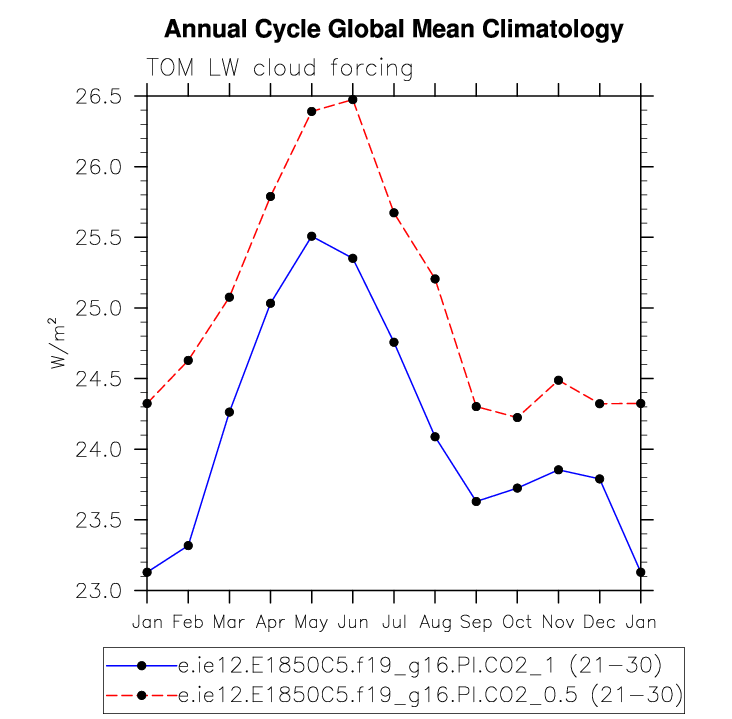 Annual Cycle Global Mean Climatology
TOM LW cloud forcing
26.5
26.0
25.5
25.0
24.5
24.0
23.5
23.0
W/m²
Jan Feb Mar Apr May Jun Jul Aug Sep Oct Nov Dec Jan
e.ie12.E1850C5.f19_g16.PI.CO2_1 (21-30)
e.ie12.E1850C5.f19_g16.PI.CO2_0.5 (21-30)